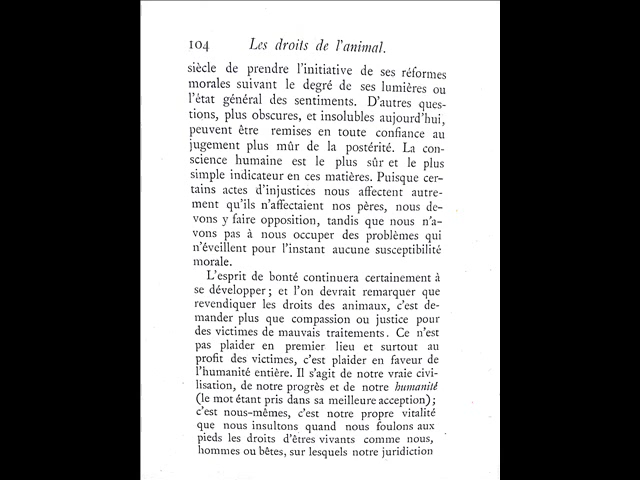 104 Les droits de l'animal.
siècle de prendre l'initiative de ses réformes
morales suivant le degré de ses lumières ou
l'état général des sentiments. D'autres ques-
tions, plus obscures, et insolubles aujourd'hui,
peuvent être remises en toute confiance au
jugement plus mûr de la postérité. La con-
science humaine est le plus sûr et le plus
simple indicateur en ces matières. Puisque cer-
tains actes d'injustices nous affectent autre-
ment qu'ils n'affectaient nos pères, nous de-
vons y faire opposition, tandis que nous n'a-
vons pas à nous occuper des problèmes qui
n'éveillent pour l'instant aucune susceptibilité
morale.
L'esprit de bonté continuera certainement à
se développer; et l'on devrait remarquer que
revendiquer les droits des animaux, c'est de-
mander plus que compassion ou justice pour
des victimes de mauvais traitements. Ce n'est
pas plaider en premier lieu et surtout au
profit des victimes, c'est plaider en faveur de
l'humanité entière. Il s'agit de notre vraie civi-
lisation, de notre progrès et de notre humanité
(le mot étant pris dans sa meilleure acception);
c'est nous-mêmes, c'est notre propre vitalité
que nous insultons quand nous foulons aux
pieds les droits d'êtres vivants comme nous,
hommes ou bêtes, sur lesquels notre juridiction